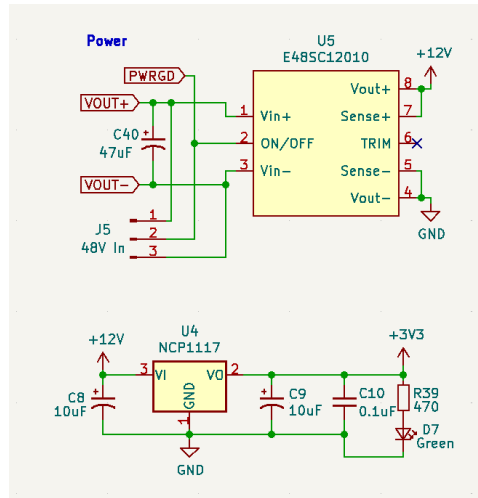 Power
U5
E48SC12010
+12V
PWRGD
VOUT+
C40
47uF
VOUT-
1 Vin+
2 ON/OFF
3 Vin-
Vout+ 8
Sense+ 7
TRIM 6
Sense- 5
Vout- 4
GND
J5
48V In
1
2
3
+12V
U4
NCP1117
+3V3
3 VI
VO 2
GND
1
C8
10uF
C9
10uF
C10
0.1uF
R39
470
D7
Green
GND